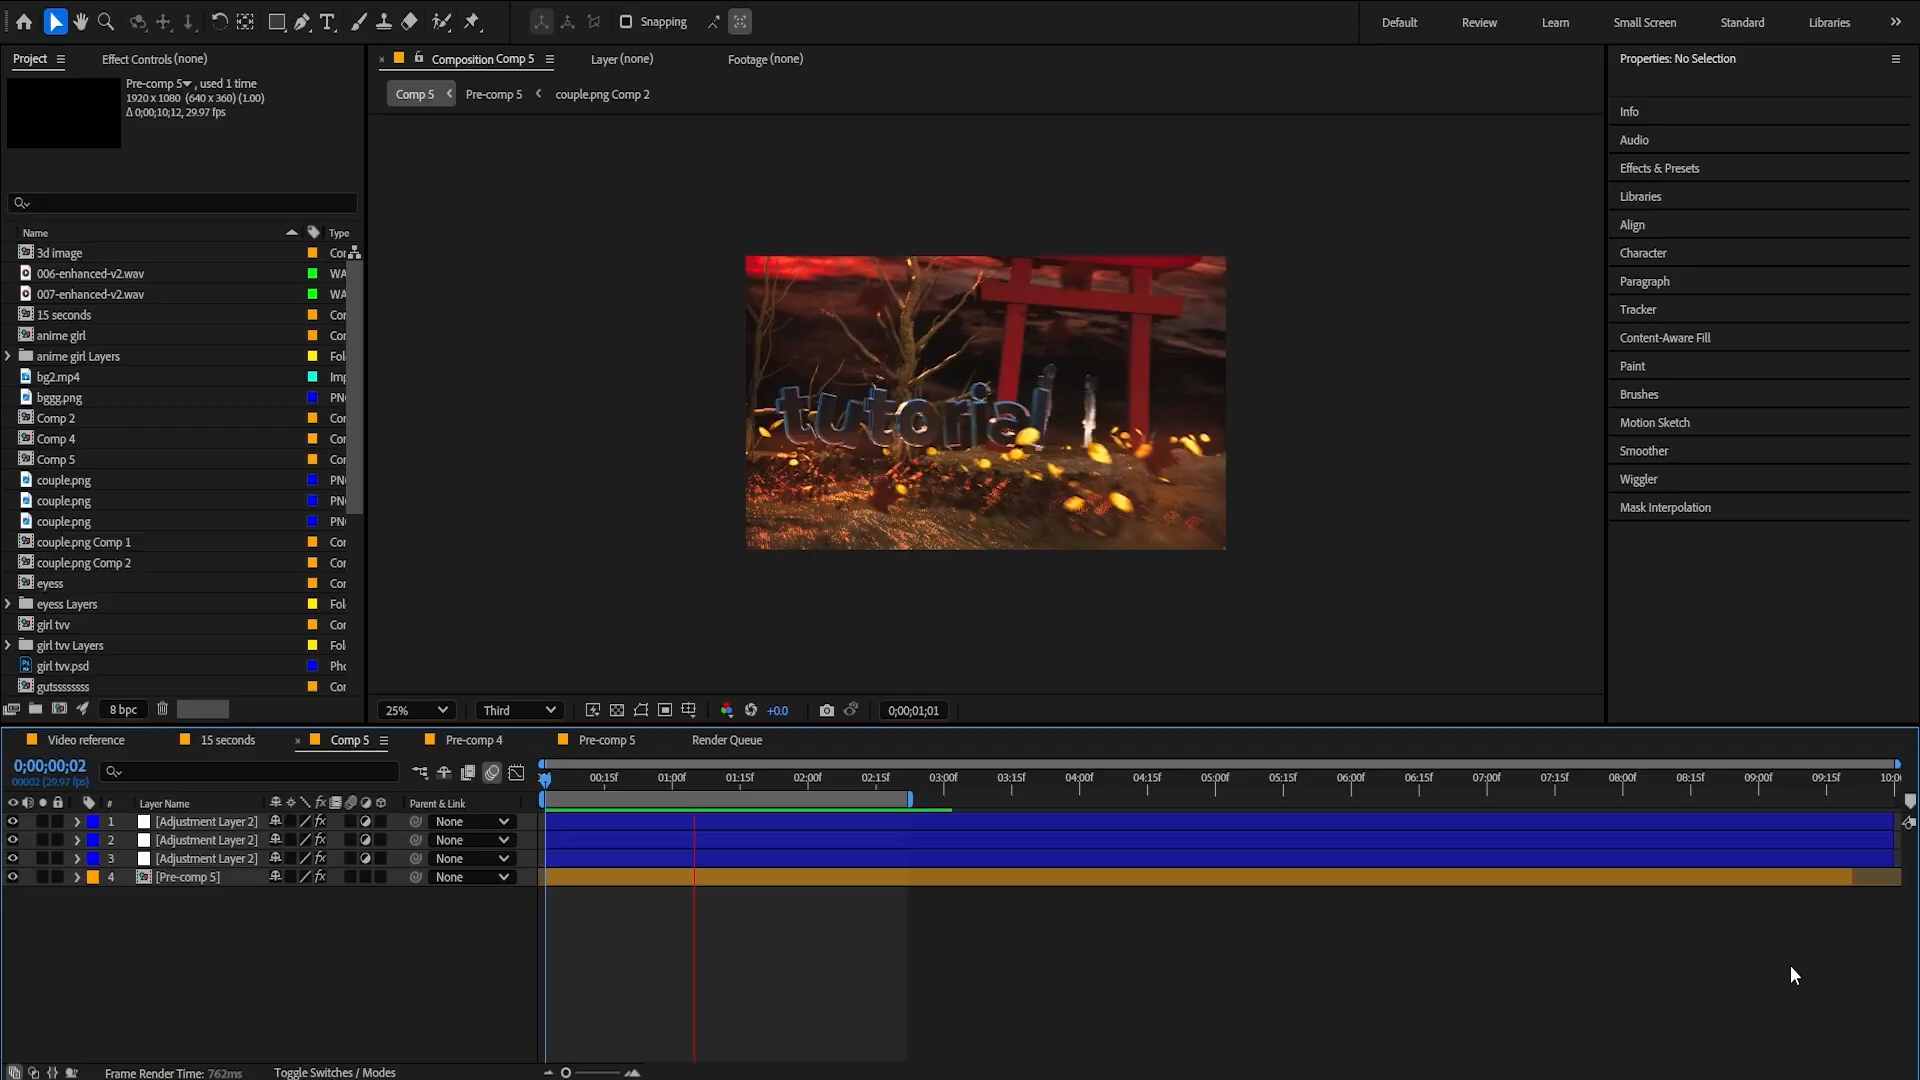 Snapping
Default
Review
Learn
Small Screen
Standard
Libraries
Project
Effect Controls (none)
Composition Comp 5
Layer (none)
Footage (none)
Properties: No Selection
Pre-comp 5 , used 1 time
1920 x 1080 (640 x 360) (1.00)
Δ 0;00;10;12, 29.97 fps
Comp 5
Pre-comp 5
couple.png Comp 2
Info
Audio
Effects & Presets
Libraries
Align
Character
Paragraph
Tracker
Content-Aware Fill
Paint
Brushes
Motion Sketch
Smoother
Wiggler
Mask Interpolation
Name
Type
3d image
Cor
006-enhanced-v2.wav
WA
007-enhanced-v2.wav
WA
15 seconds
Cor
anime girl
Cor
anime girl Layers
Fol
bg2.mp4
Imp
bggg.png
PN
Comp 2
Cor
Comp 4
Cor
Comp 5
Cor
couple.png
PN
couple.png
PN
couple.png
PN
couple.png Comp 1
Cor
couple.png Comp 2
Cor
eyess
Cor
eyess Layers
Fol
girl tvv
Cor
girl tvv Layers
Fol
girl tvv.psd
Pho
gutssssssss
Cor
tutorial
8 bpc
25%
Third
+0.0
0;00;01;01
Video reference
15 seconds
Comp 5
Pre-comp 4
Pre-comp 5
Render Queue
0;00;00;02
00002 (29.97 fps)
00:15f
01:00f
01:15f
02:00f
02:15f
03:00f
03:15f
04:00f
04:15f
05:00f
05:15f
06:00f
06:15f
07:00f
07:15f
08:00f
08:15f
09:00f
09:15f
10:0
#
Layer Name
fx
Parent & Link
1 [Adjustment Layer 2] fx None
2 [Adjustment Layer 2] fx None
3 [Adjustment Layer 2] fx None
4 [Pre-comp 5] fx None
Frame Render Time: 762ms
Toggle Switches / Modes